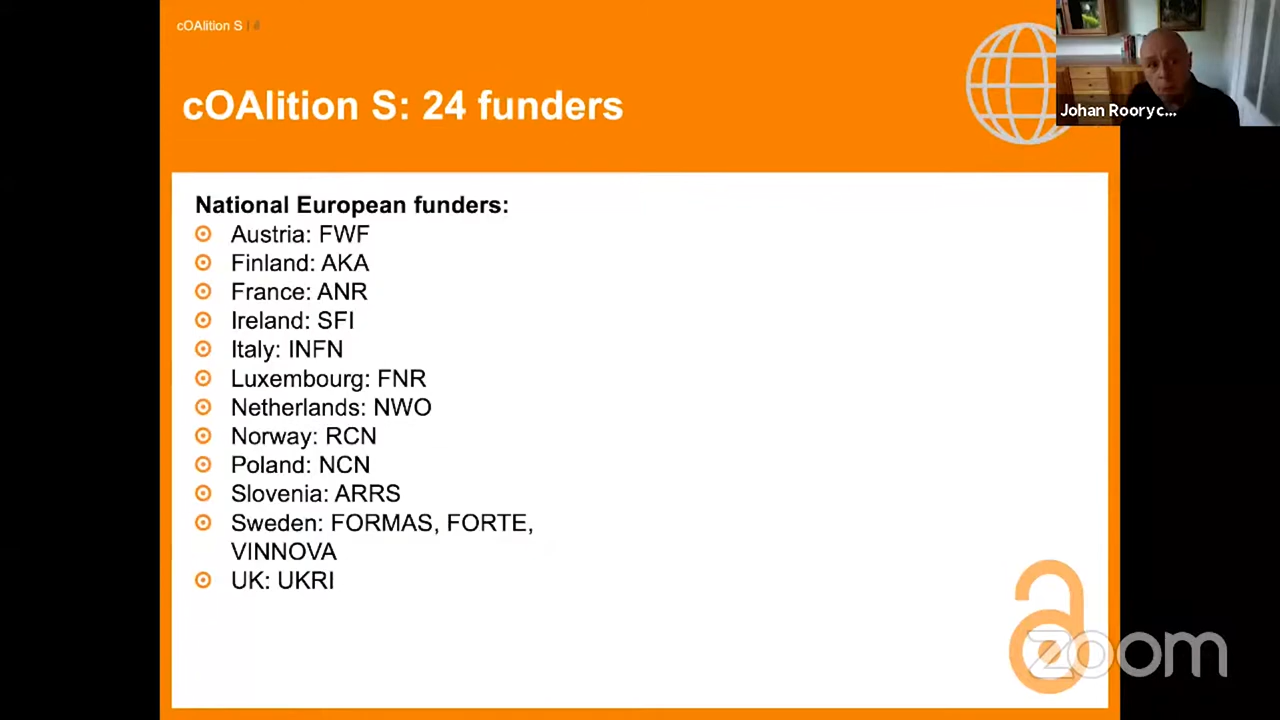 cOAlition S
cOAlition S: 24 funders
Johan Rooryc...
National European funders:
Austria: FWF
Finland: AKA
France: ANR
Ireland: SFI
Italy: INFN
Luxembourg: FNR
Netherlands: NWO
Norway: RCN
Poland: NCN
Slovenia: ARRS
Sweden: FORMAS, FORTE,
VINNOVA
UK: UKRI
zoom